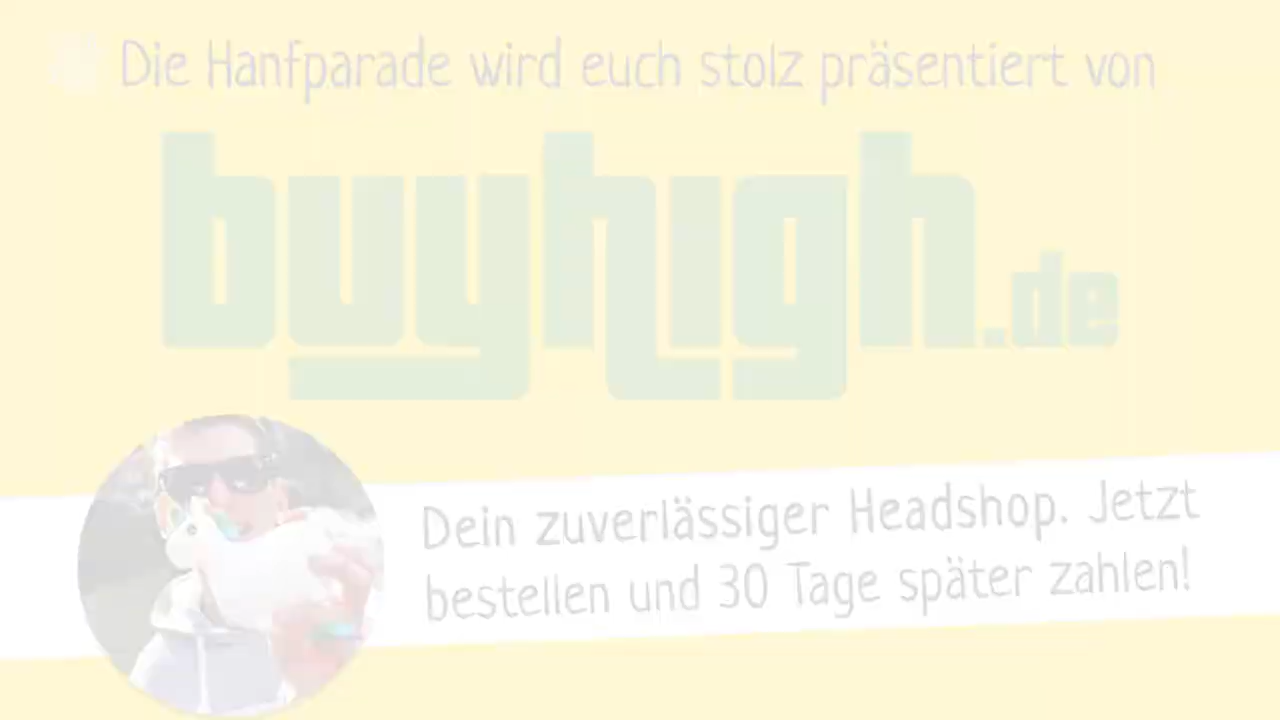 Die Hanfparade wird euch stolz präsentiert von
buyhigh.de
Dein zuverlässiger Headshop. Jetzt
bestellen und 30 Tage später zahlen!